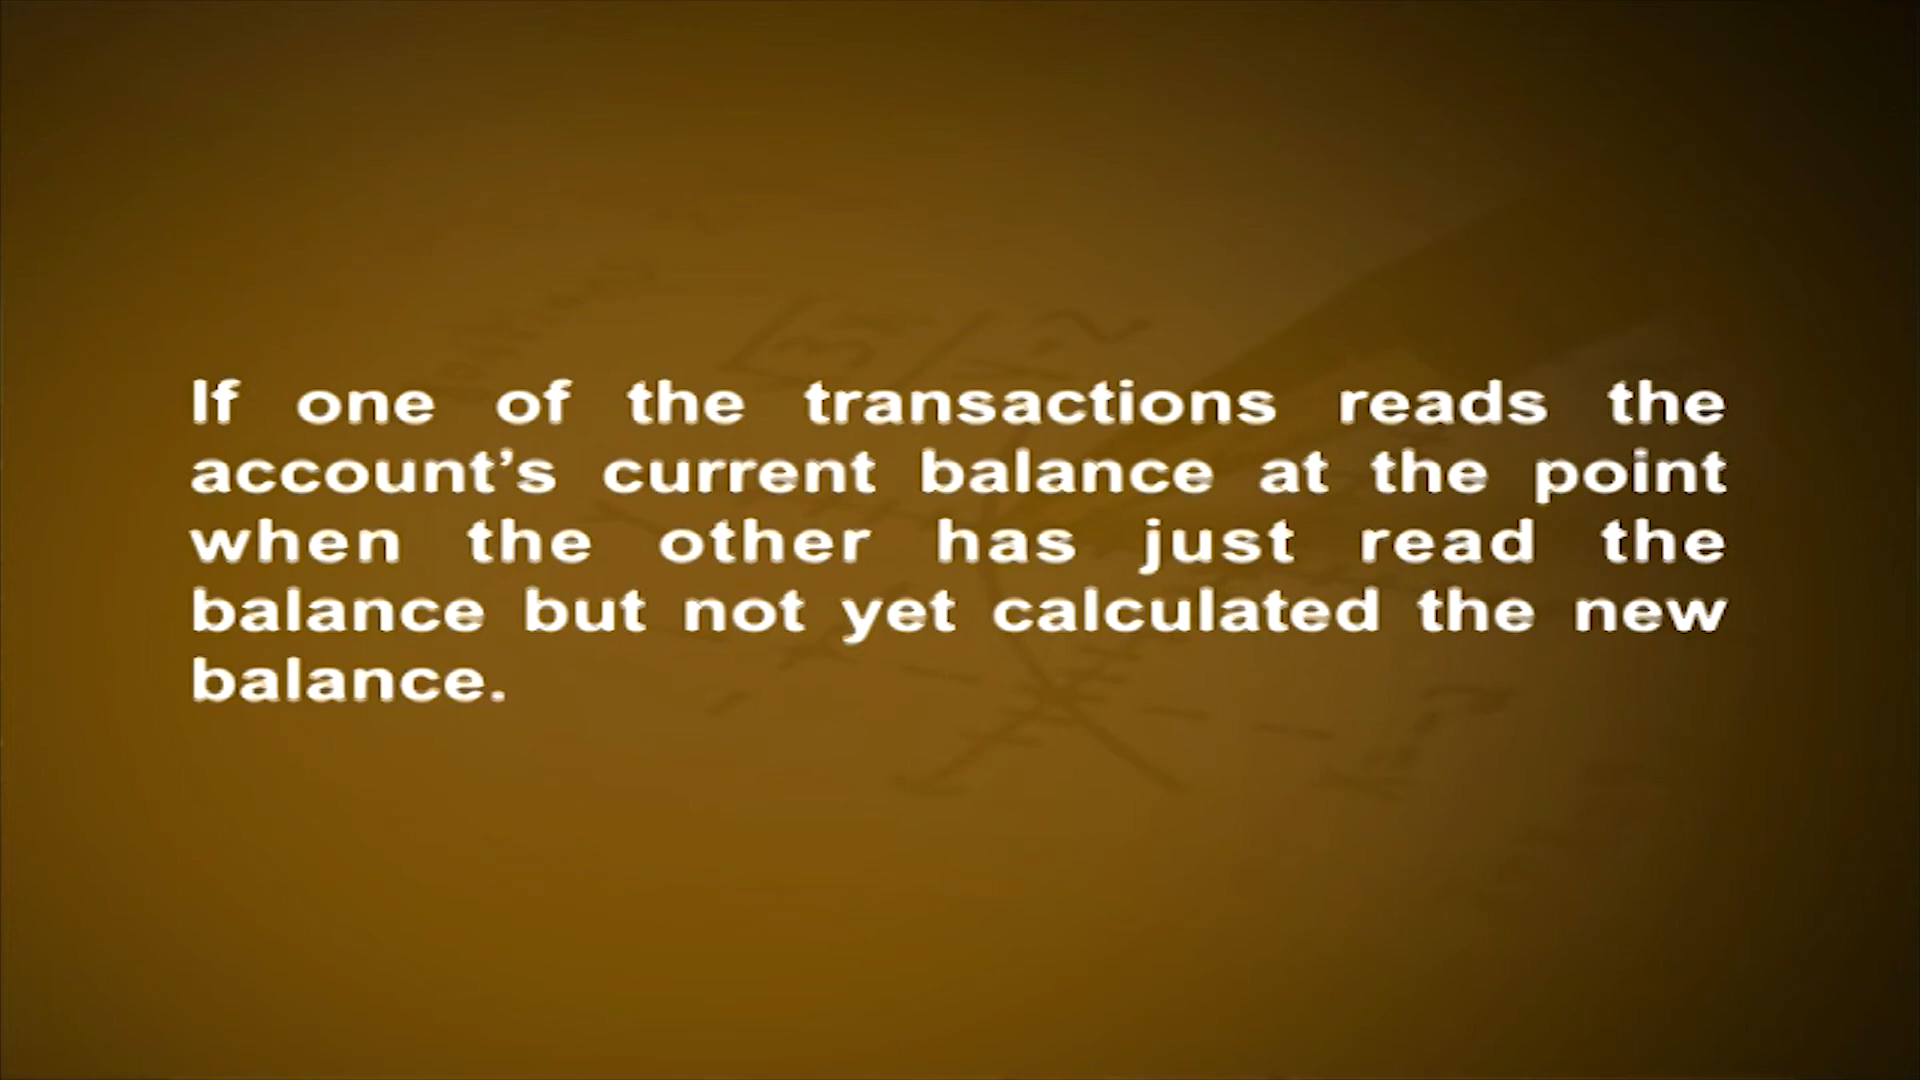 If one of the transactions reads the
account’s current balance at the point
when the other has just read the
balance but not yet calculated the new
balance.